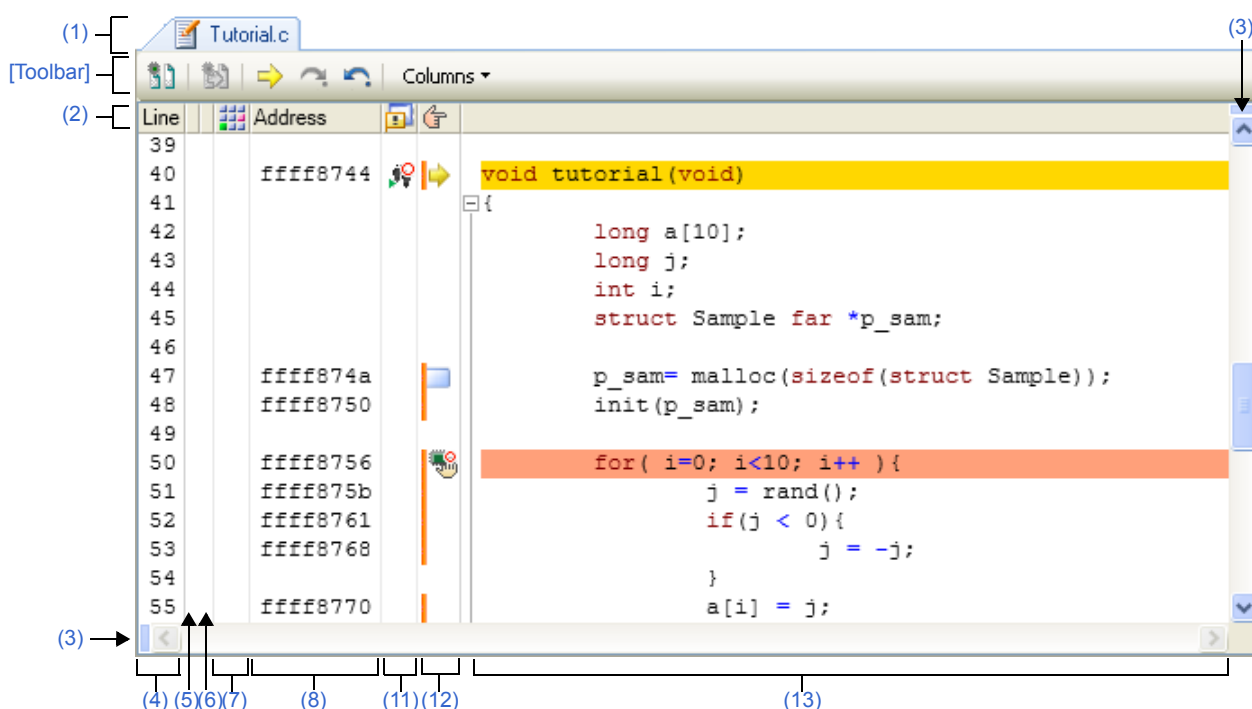 (1) Tutorial.c (3)
[Toolbar] Columns
(2) Line Address
39
40 ffff8744 void tutorial(void)
41 {
42 long a[10];
43 long j;
44 int i;
45 struct Sample far *p_sam;
46
47 ffff874a p_sam= malloc(sizeof(struct Sample));
48 ffff8750 init(p_sam);
49
50 ffff8756 for( i=0; i<10; i++ ){
51 ffff875b j = rand();
52 ffff8761 if(j < 0){
53 ffff8768 j = -j;
54 }
55 ffff8770 a[i] = j;
(3)
(4) (5)(6)(7) (8) (11)(12) (13)